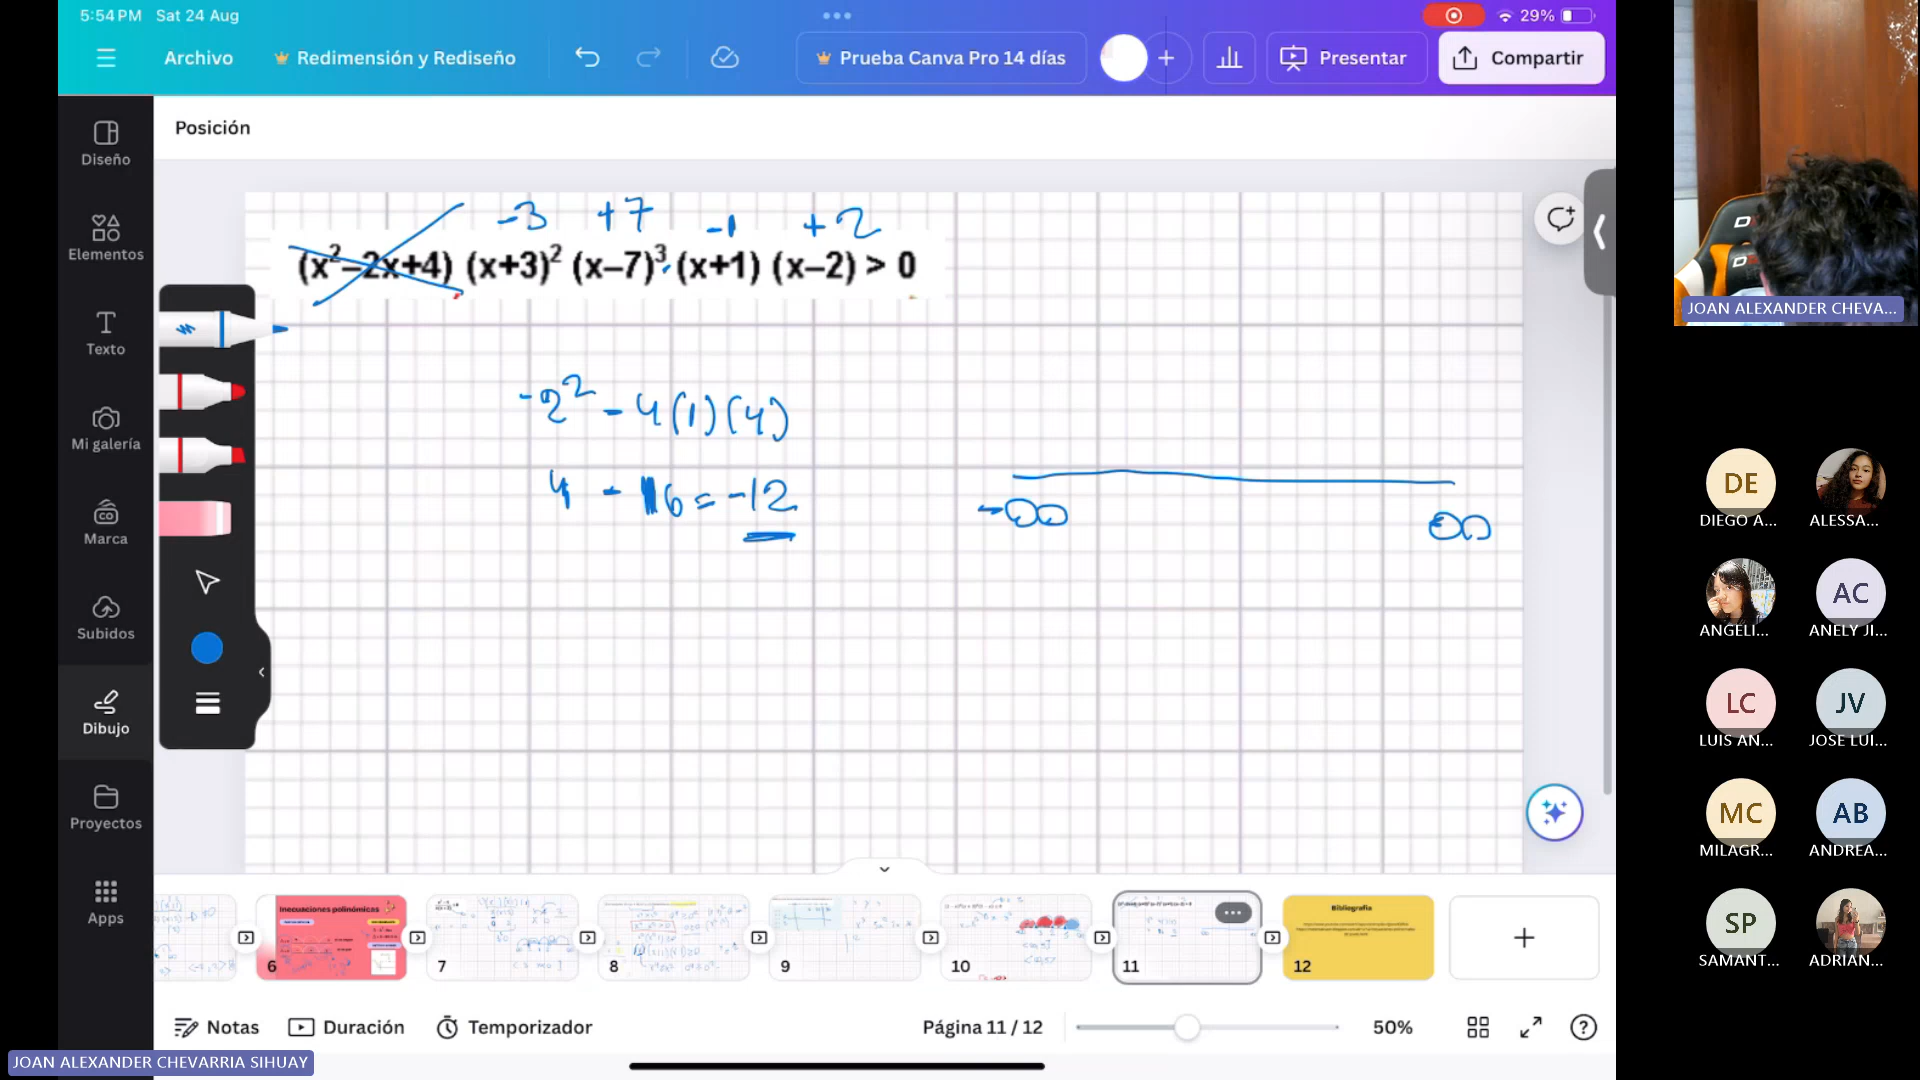 5:54 PM Sat 24 Aug
29%
Archivo
Redimensión y Rediseño
Prueba Canva Pro 14 días
Presentar
Compartir
Posición
Diseño
Elementos
Texto
Mi galería
Marca
Subidos
Dibujo
Proyectos
Apps
-3 +7 -1 +2
(x²–2x+4) (x+3)² (x–7)³ (x+1) (x–2) > 0
-2² - 4(1)(4)
4 - 16 = -12
-∞
∞
JOAN ALEXANDER CHEVA...
DIEGO A...
ALESSA...
ANGELI...
AC
ANELY JI...
DE
LC
LUIS AN...
JV
JOSE LUI...
MC
MILAGR...
AB
ANDREA...
SP
SAMANT...
ADRIAN...
Inecuaciones polinómicas
6
7
8
9
10
11
Bibliografía
12
Notas
Duración
Temporizador
Página 11 / 12
50%
JOAN ALEXANDER CHEVARRIA SIHUAY